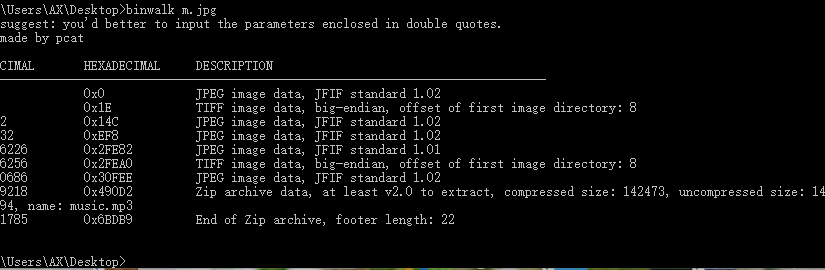 \Users\AX\Desktop>binwalk m.jpg
suggest: you'd better to input the parameters enclosed in double quotes.
made by pcat
CIMAL HEXADECIMAL DESCRIPTION
0x0 JPEG image data, JFIF standard 1.02
0x1E TIFF image data, big-endian, offset of first image directory: 8
2 0x14C JPEG image data, JFIF standard 1.02
32 0xEF8 JPEG image data, JFIF standard 1.02
6226 0x2FE82 JPEG image data, JFIF standard 1.01
6256 0x2FEA0 TIFF image data, big-endian, offset of first image directory: 8
0686 0x30FEE JPEG image data, JFIF standard 1.02
9218 0x490D2 Zip archive data, at least v2.0 to extract, compressed size: 142473, uncompressed size: 14
94, name: music.mp3
1785 0x6BDB9 End of Zip archive, footer length: 22
\Users\AX\Desktop>